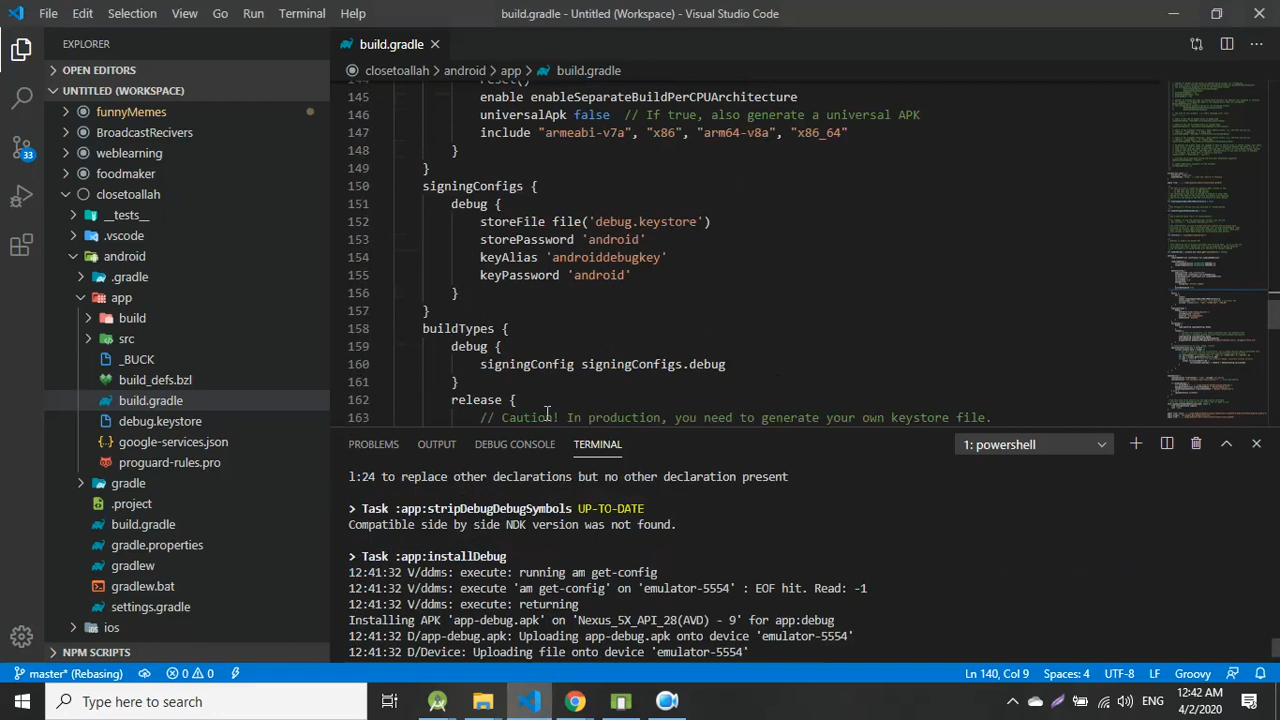 File Edit Selection View Go Run Terminal Help build.gradle - Untitled (Workspace) - Visual Studio Code
EXPLORER
build.gradle
OPEN EDITORS
closetoallah > android > app > build.gradle
UNTITLED (WORKSPACE)
funnyMemes
BroadcastRecivers
weblearning
foodmaker
closetoallah
__tests__
.vscode
android
.gradle
app
build
src
_BUCK
build_defs.bzl
build.gradle
debug.keystore
google-services.json
proguard-rules.pro
gradle
.project
build.gradle
gradle.properties
gradlew
gradlew.bat
settings.gradle
ios
NPM SCRIPTS
33
144 reset()
145 enable enableSeparateBuildPerCPUArchitecture
146 universalApk false // If true, also generate a universal APK
147 include "armeabi-v7a", "x86", "arm64-v8a", "x86_64"
148 }
149 }
150 signingConfigs {
151 debug {
152 storeFile file('debug.keystore')
153 storePassword 'android'
154 keyAlias 'androiddebugkey'
155 keyPassword 'android'
156 }
157 }
158 buildTypes {
159 debug {
160 signingConfig signingConfigs.debug
161 }
162 release {
163 // Caution! In production, you need to generate your own keystore file.
PROBLEMS OUTPUT DEBUG CONSOLE TERMINAL 1: powershell
l:24 to replace other declarations but no other declaration present
> Task :app:stripDebugDebugSymbols UP-TO-DATE
Compatible side by side NDK version was not found.
> Task :app:installDebug
12:41:32 V/ddms: execute: running am get-config
12:41:32 V/ddms: execute 'am get-config' on 'emulator-5554' : EOF hit. Read: -1
12:41:32 V/ddms: execute: returning
Installing APK 'app-debug.apk' on 'Nexus_5X_API_28(AVD) - 9' for app:debug
12:41:32 D/app-debug.apk: Uploading app-debug.apk onto device 'emulator-5554'
12:41:32 D/Device: Uploading file onto device 'emulator-5554'
master* (Rebasing) 0 0 Ln 140, Col 9 Spaces: 4 UTF-8 LF Groovy
Type here to search
ENG
12:42 AM
4/2/2020